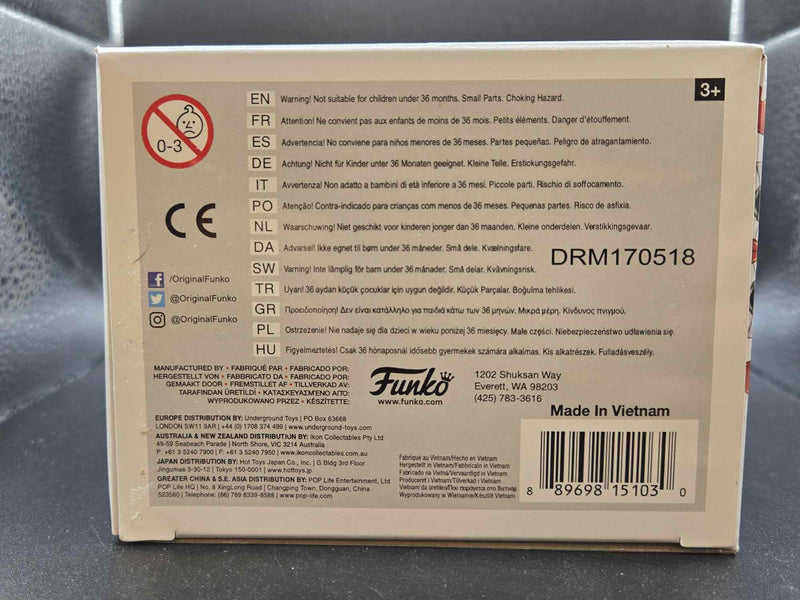 3+
0-3
EN Warning! Not suitable for children under 36 months. Small Parts. Choking Hazard.
FR Attention! Ne convient pas aux enfants de moins de 36 mois. Petits éléments. Danger d'étouffement.
ES Advertencia! No conviene para niños menores de 36 meses. Partes pequeñas. Peligro de atragantamiento.
DE Achtung! Nicht für Kinder unter 36 Monaten geeignet. Kleine Teile. Erstickungsgefahr.
IT Avvertenza! Non adatto a bambini di età inferiore a 36 mesi. Piccole parti. Rischio di soffocamento.
PO Atenção! Contra-indicado para crianças com menos de 36 meses. Pequenas partes. Risco de asfixia.
NL Waarschuwing! Niet geschikt voor kinderen jonger dan 36 maanden. Kleine onderdelen. Verstikkingsgevaar.
DA Advarsel! Ikke egnet til børn under 36 måneder. Små dele. Kvælningsfare.
SW Varning! Inte lämplig för barn under 36 månader. Små delar. Kvävningsrisk.
TR Uyarı! 36 aydan küçük çocuklar için uygun değildir. Küçük Parçalar. Boğulma tehlikesi.
GR Προειδοποίηση! Δεν είναι κατάλληλο για παιδιά κάτω των 36 μηνών. Μικρά μέρη. Κίνδυνος πνιγμού.
PL Ostrzeżenie! Nie nadaje się dla dzieci w wieku poniżej 36 miesięcy. Małe części. Niebezpieczeństwo udławienia się.
HU Figyelmeztetés! Csak 36 hónaposnál idősebb gyermekek számára alkalmas. Kis alkatrészek. Fulladásveszély.
CE
DRM170518
/OriginalFunko
@OriginalFunko
@OriginalFunko
MANUFACTURED BY • FABRIQUÉ PAR • FABRICADO POR:
HERGESTELLT VON • FABBRICATO DA • FABRICADO POR:
GEMAAKT DOOR • FREMSTILLET AF • TILLVERKAD AV:
TARAFINDAN ÜRETİLDİ • ΚΑΤΑΣΚΕΥΑΣΜΕΝΟ ΑΠΟ:
WYPRODUKOWANO PRZEZ • KÉSZÍTETTE:
Funko
www.funko.com
1202 Shuksan Way
Everett, WA 98203
(425) 783-3616
EUROPE DISTRIBUTION BY: Underground Toys | PO Box 63668
LONDON SW11 9AR | +44 (0) 1708 374 499 | www.underground-toys.com
AUSTRALIA & NEW ZEALAND DISTRIBUTION BY: Ikon Collectables Pty Ltd
49-59 Seabeach Parade | North Shore, VIC 3214 Australia
P: +61 3 5240 7900 | F: +61 3 5240 7950 | www.ikoncollectables.com
JAPAN DISTRIBUTION BY: Hot Toys Japan Co., Inc. | G Bldg 3rd Floor
Jingumae 3-30-12 | Tokyo 150-0001 | www.hottoys.jp
GREATER CHINA & S.E. ASIA DISTRIBUTION BY: POP Life Entertainment, Ltd
POP Life HQ | No. 8 XingLong Road | Changping Town, Dongguan, China
523560 | Telephone: (86) 769 8339-8588 | www.pop-life.com
Fabriqué au Vietnam/Hecho en Vietnam
Hergestellt in Vietnam/Fabbricato in Vietnam
Fabricado na Vietnã/Vervaardigd in Vietnam
Produceret i Vietnam/Tillverkad i Vietnam
Vietnam'da üretilen/Που παράγεται στο Βιετνάμ
Wyprodukowany w Wietnamie/Készült Vietnam
Made In Vietnam
8 89698 15103 0